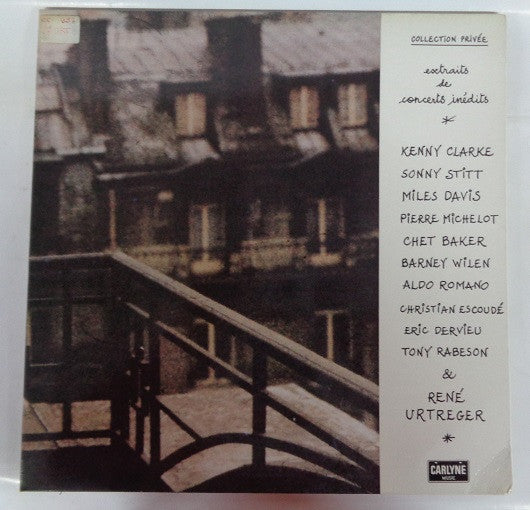 COLLECTION PRIVÉE
extraits
de
concerts inédits
*
KENNY CLARKE
SONNY STITT
MILES DAVIS
PIERRE MICHELOT
CHET BAKER
BARNEY WILEN
ALDO ROMANO
CHRISTIAN ESCOUDÉ
ERIC DERVIEU
TONY RABESON
&
RENÉ
URTREGER
*
CARLYNE
MUSIC